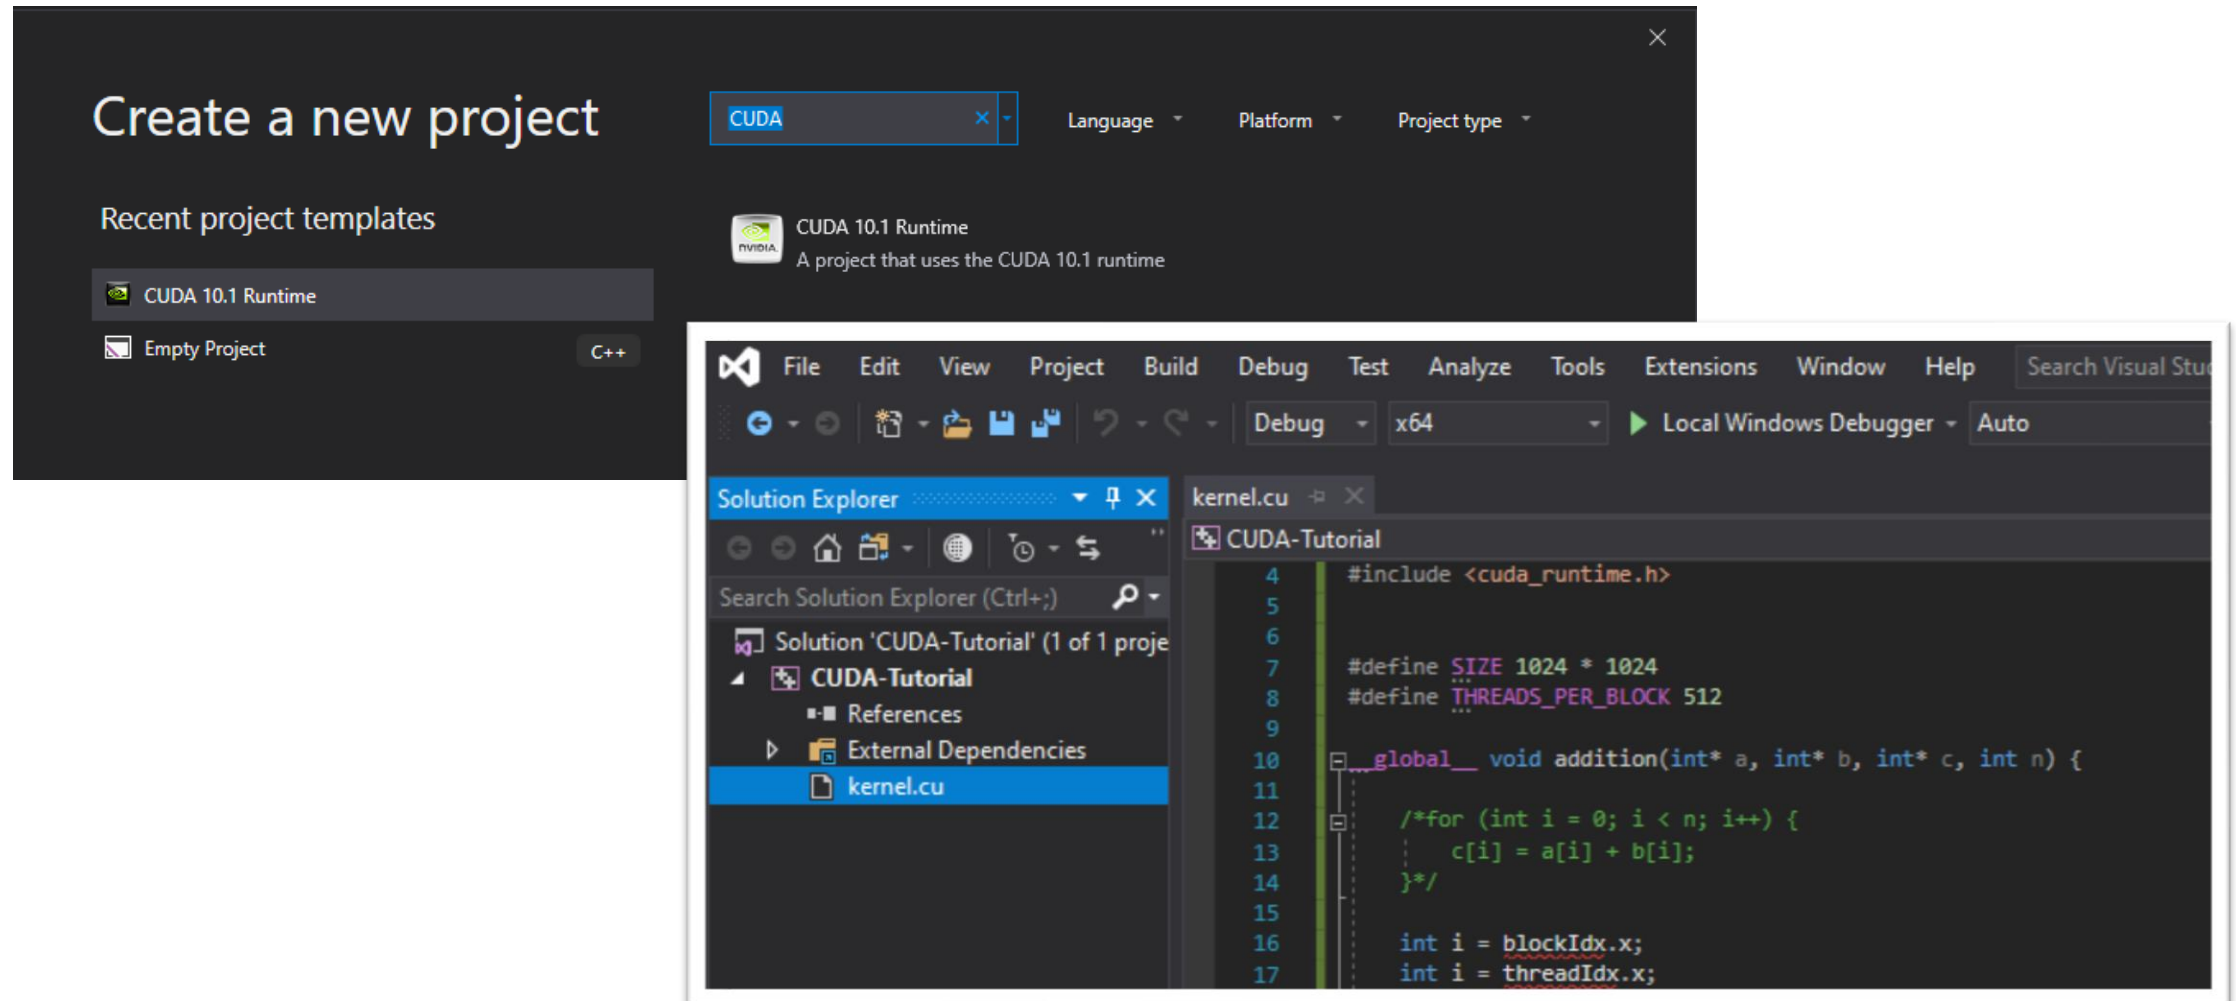 Create a new project
CUDA
Language
Platform
Project type
Recent project templates
CUDA 10.1 Runtime
Empty Project
C++
nVIDIA.
CUDA 10.1 Runtime
A project that uses the CUDA 10.1 runtime
File Edit View Project Build Debug Test Analyze Tools Extensions Window Help Search Visual Stu
Debug x64 Local Windows Debugger Auto
Solution Explorer
Search Solution Explorer (Ctrl+;)
Solution 'CUDA-Tutorial' (1 of 1 proje
CUDA-Tutorial
References
External Dependencies
kernel.cu
kernel.cu
CUDA-Tutorial
4 #include <cuda_runtime.h>
5
6
7 #define SIZE 1024 * 1024
8 #define THREADS_PER_BLOCK 512
9
10 __global__ void addition(int* a, int* b, int* c, int n) {
11
12 /*for (int i = 0; i < n; i++) {
13 c[i] = a[i] + b[i];
14 }*/
15
16 int i = blockIdx.x;
17 int i = threadIdx.x;